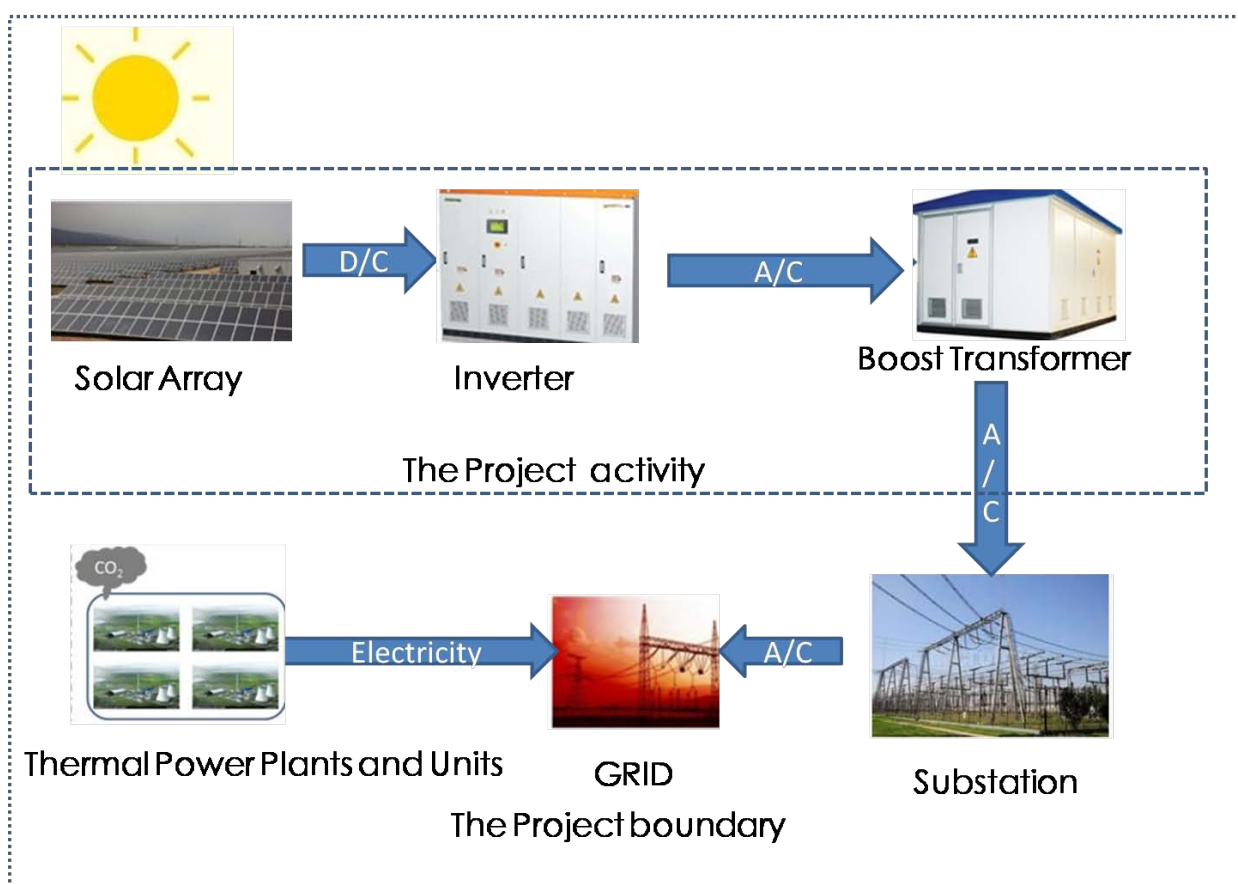 D/C
A/C
Solar Array
Inverter
Boost Transformer
A/C
The Project activity
CO₂
Electricity
A/C
Thermal Power Plants and Units
GRID
Substation
The Project boundary